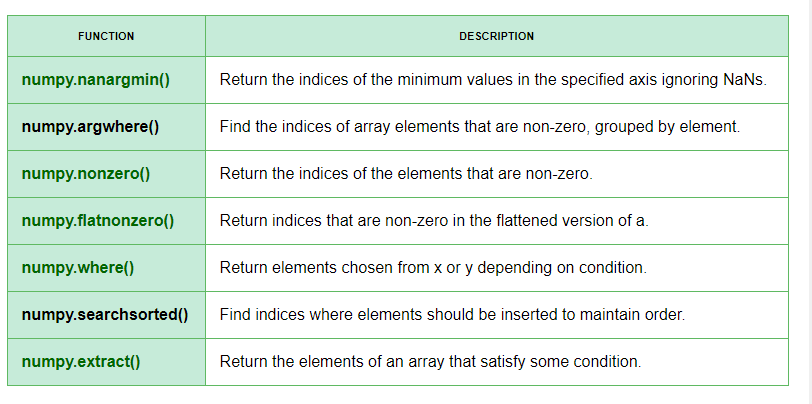 FUNCTION DESCRIPTION
numpy.nanargmin() Return the indices of the minimum values in the specified axis ignoring NaNs.
numpy.argwhere() Find the indices of array elements that are non-zero, grouped by element.
numpy.nonzero() Return the indices of the elements that are non-zero.
numpy.flatnonzero() Return indices that are non-zero in the flattened version of a.
numpy.where() Return elements chosen from x or y depending on condition.
numpy.searchsorted() Find indices where elements should be inserted to maintain order.
numpy.extract() Return the elements of an array that satisfy some condition.